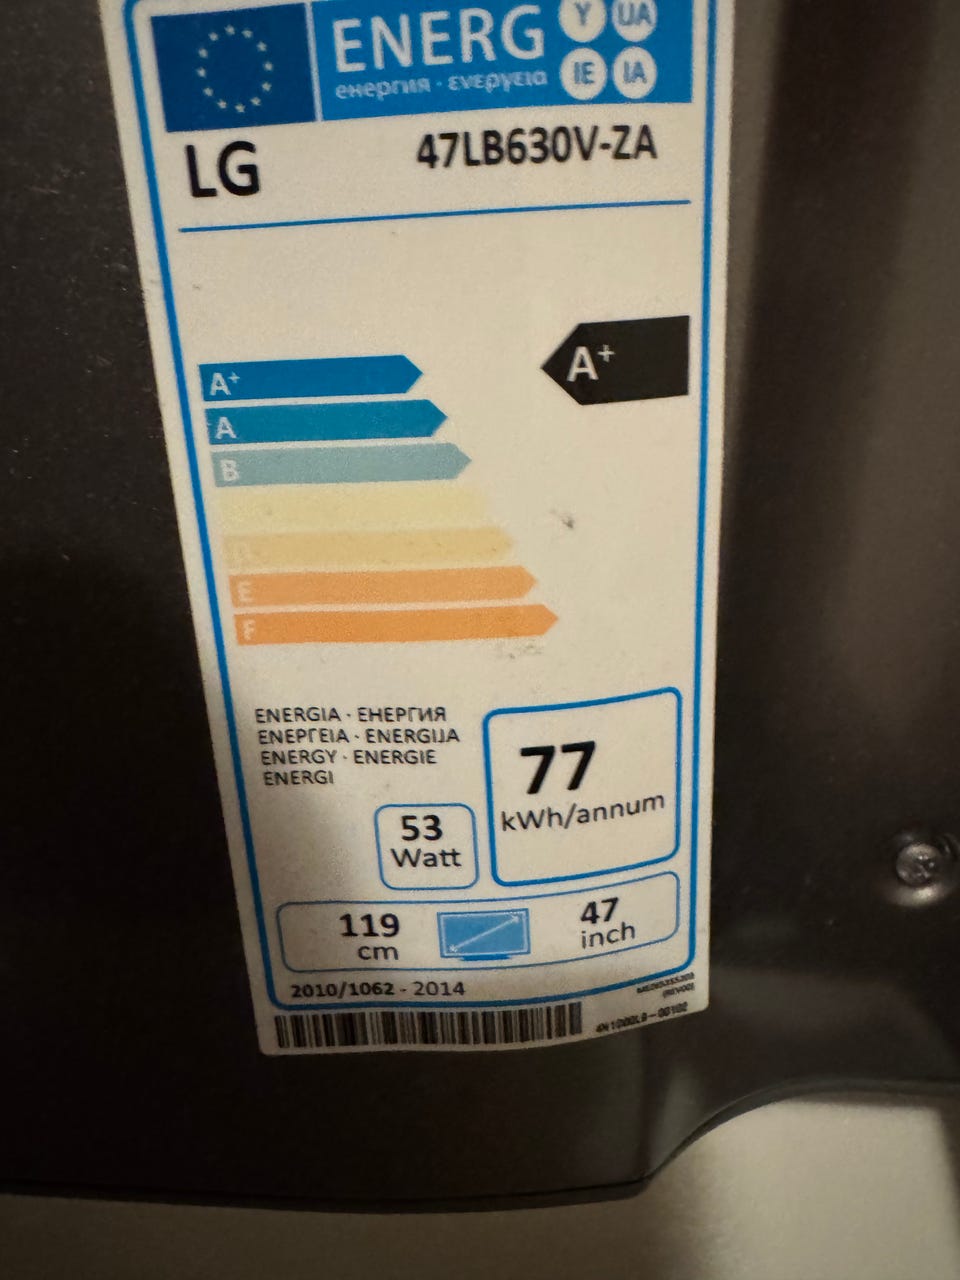 ENERG
Y UA
енергия · ενεργεια
IE IA
LG
47LB630V-ZA
A+
A+
A
B
D
E
F
ENERGIA · ЕНЕРГИЯ
ΕΝΕΡΓΕΙΑ · ENERGIJA
ENERGY · ENERGIE
ENERGI
77
kWh/annum
53
Watt
119
cm
47
inch
2010/1062 - 2014
(REV00)